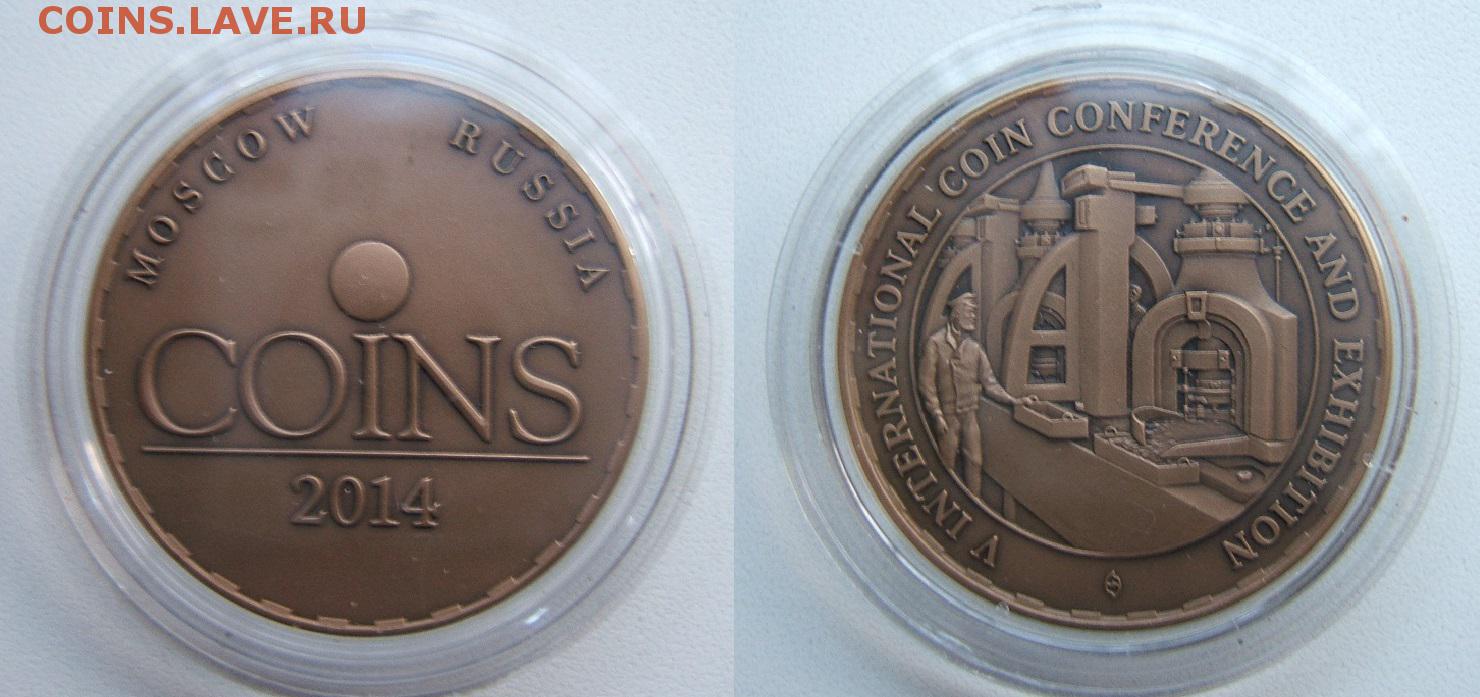 COINS.LAVE.RU
MOSCOW RUSSIA
COINS
2014
V INTERNATIONAL COIN CONFERENCE AND EXHIBITION